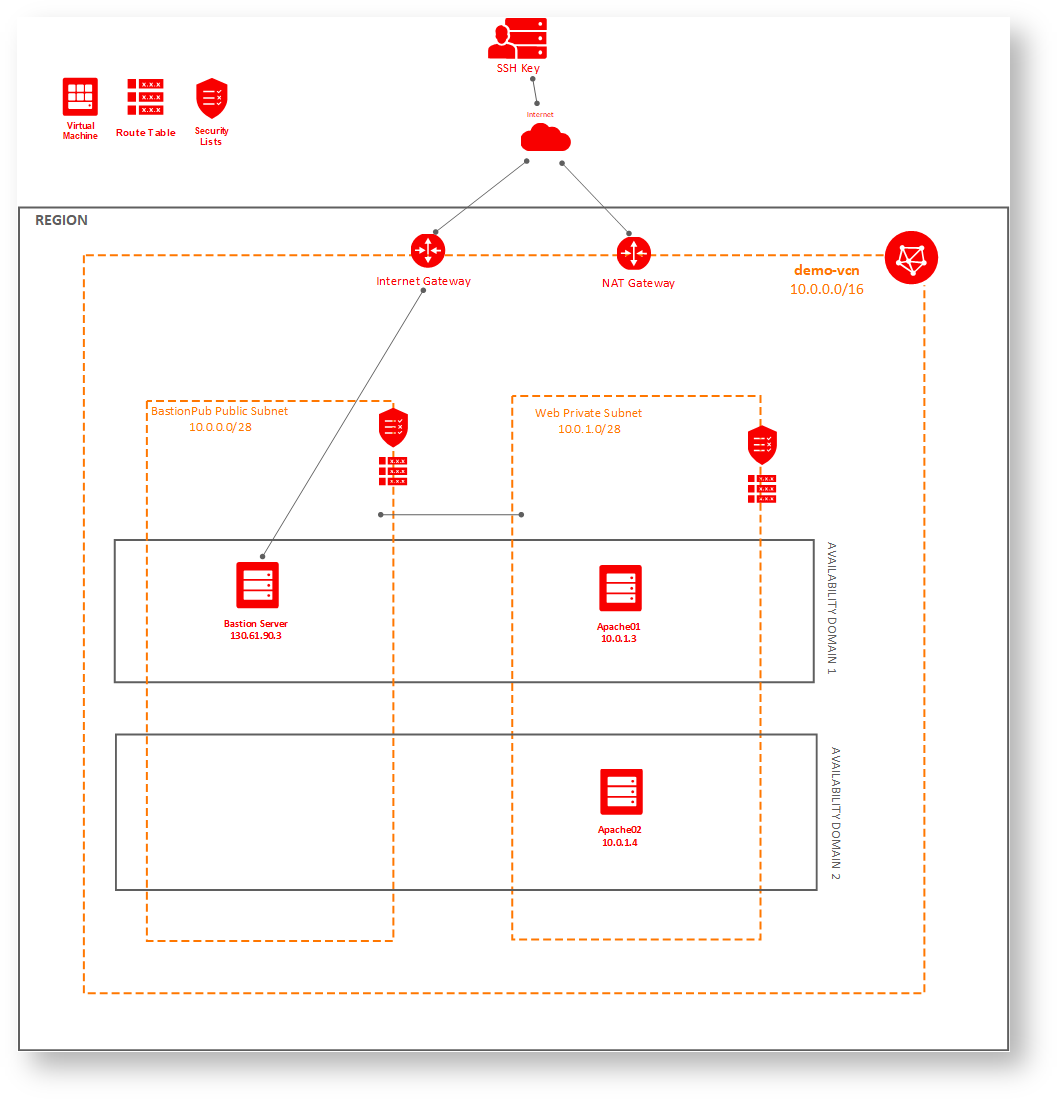 SSH Key
Internet
Virtual
Machine
x.x.x
x.x.x
x.x.x
Route Table
Security
Lists
REGION
Internet Gateway
NAT Gateway
demo-vcn
10.0.0.0/16
BastionPub Public Subnet
10.0.0.0/28
x.x.x
x.x.x
x.x.x
Web Private Subnet
10.0.1.0/28
x.x.x
x.x.x
x.x.x
Bastion Server
130.61.90.3
Apache01
10.0.1.3
AVAILABILITY DOMAIN 1
Apache02
10.0.1.4
AVAILABILITY DOMAIN 2